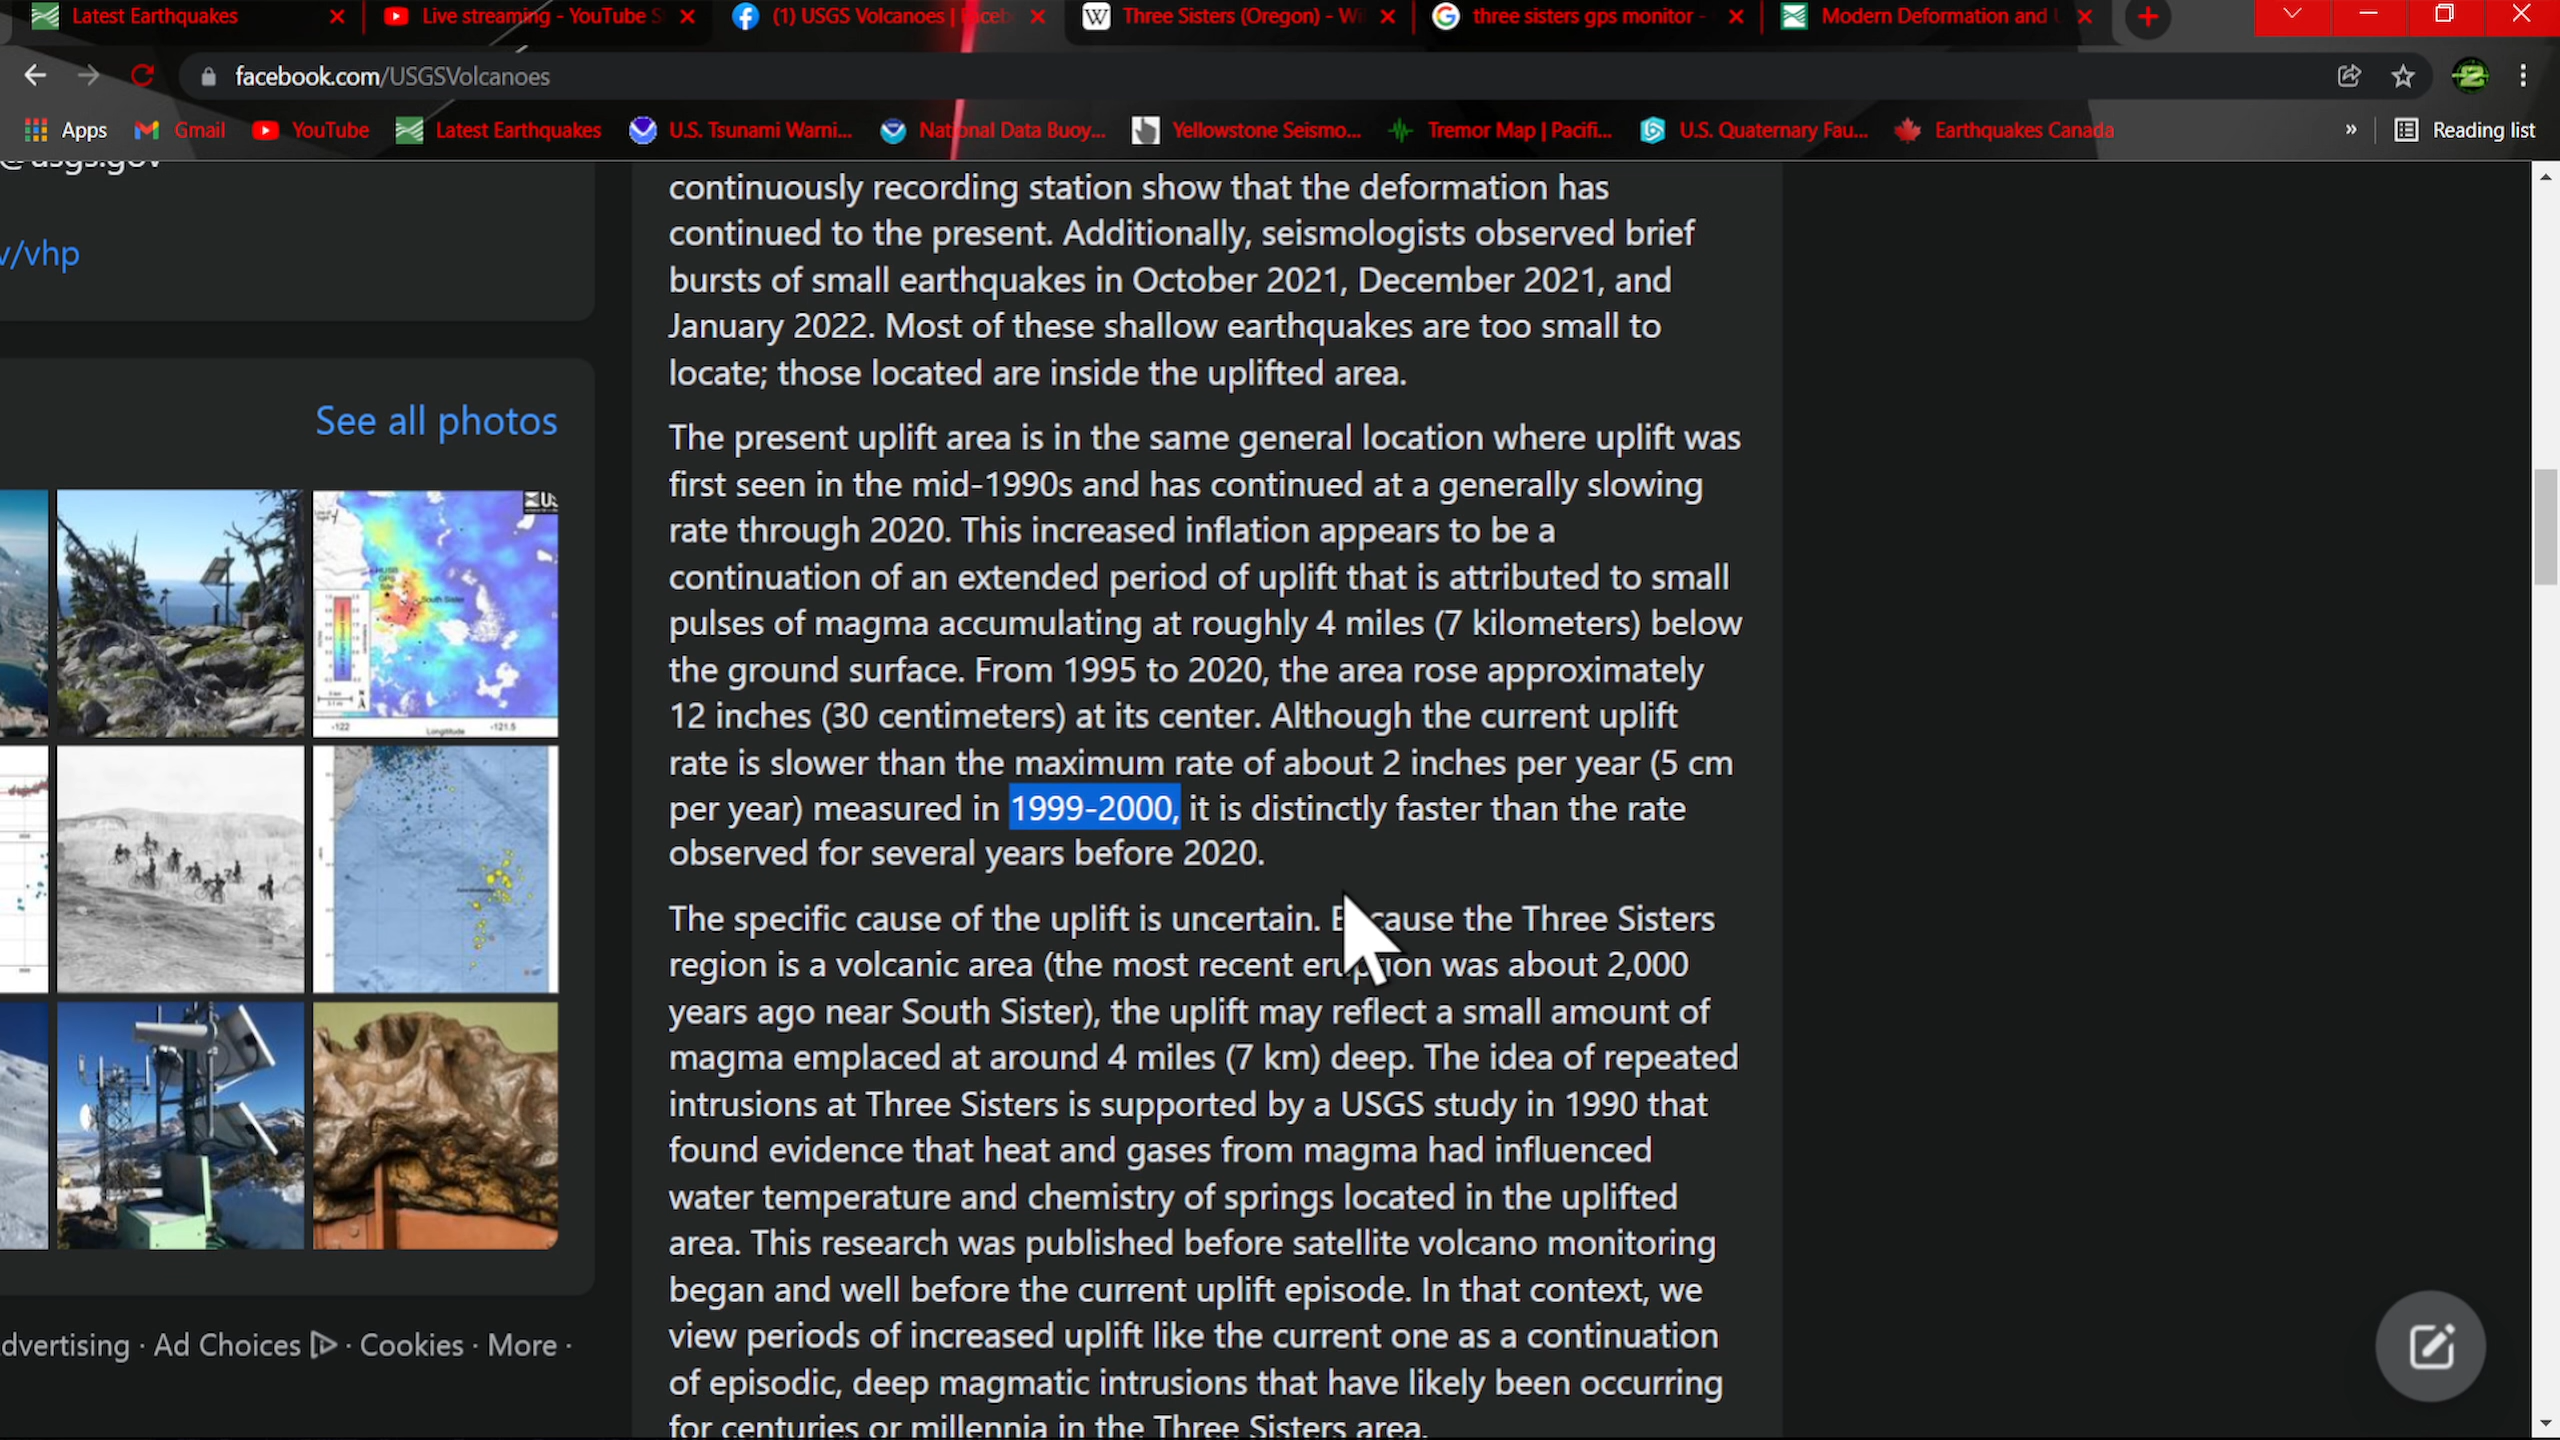 Latest Earthquakes
Live streaming - YouTube S
(1) USGS Volcanoes |
Three Sisters (Oregon) - Wi
three sisters gps monitor -
Modern Deformation and U
facebook.com/USGSVolcanoes
Apps
Gmail
YouTube
Latest Earthquakes
U.S. Tsunami Warni...
National Data Buoy...
Yellowstone Seismo...
Tremor Map | Pacifi...
U.S. Quaternary Fau...
Earthquakes Canada
»
Reading list
@usgs.gov
v/vhp
See all photos
South Sister
-122
Longitude
-121.5
dvertising · Ad Choices · Cookies · More ·
continuously recording station show that the deformation has
continued to the present. Additionally, seismologists observed brief
bursts of small earthquakes in October 2021, December 2021, and
January 2022. Most of these shallow earthquakes are too small to
locate; those located are inside the uplifted area.
The present uplift area is in the same general location where uplift was
first seen in the mid-1990s and has continued at a generally slowing
rate through 2020. This increased inflation appears to be a
continuation of an extended period of uplift that is attributed to small
pulses of magma accumulating at roughly 4 miles (7 kilometers) below
the ground surface. From 1995 to 2020, the area rose approximately
12 inches (30 centimeters) at its center. Although the current uplift
rate is slower than the maximum rate of about 2 inches per year (5 cm
per year) measured in 1999-2000, it is distinctly faster than the rate
observed for several years before 2020.
The specific cause of the uplift is uncertain. Because the Three Sisters
region is a volcanic area (the most recent eruption was about 2,000
years ago near South Sister), the uplift may reflect a small amount of
magma emplaced at around 4 miles (7 km) deep. The idea of repeated
intrusions at Three Sisters is supported by a USGS study in 1990 that
found evidence that heat and gases from magma had influenced
water temperature and chemistry of springs located in the uplifted
area. This research was published before satellite volcano monitoring
began and well before the current uplift episode. In that context, we
view periods of increased uplift like the current one as a continuation
of episodic, deep magmatic intrusions that have likely been occurring
for centuries or millennia in the Three Sisters area.